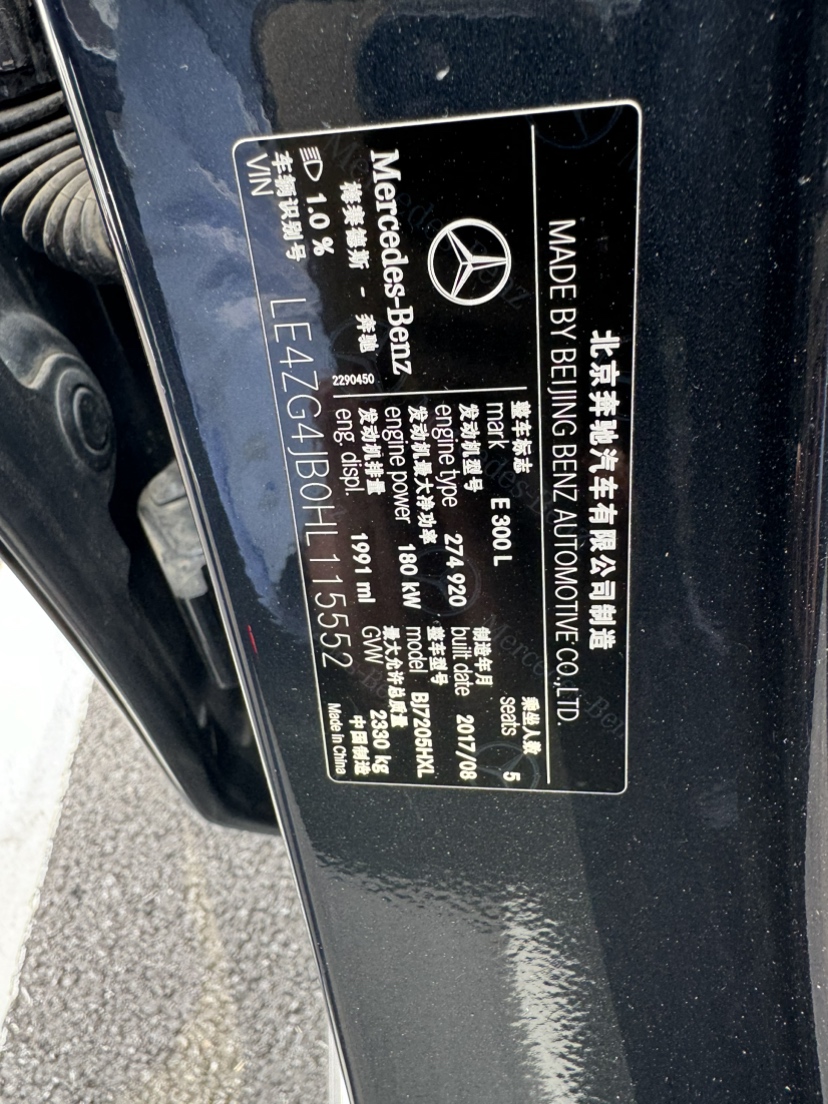 北京奔驰汽车有限公司制造
MADE BY BEIJING BENZ AUTOMOTIVE CO.,LTD.
Mercedes-Benz
梅赛德斯 - 奔驰
1.0 %
2290450
整车标志
mark E 300 L
乘坐人数
seats 5
发动机型号
engine type 274 920
制造年月
built date 2017/08
发动机最大净功率
engine power 180 kW
整车型号
model BJ7205HXL
发动机排量
eng. displ. 1991 ml
最大允许总质量
GVW 2330 kg
车辆识别号
VIN LE4ZG4JB0HL115552
中国制造
Made in China